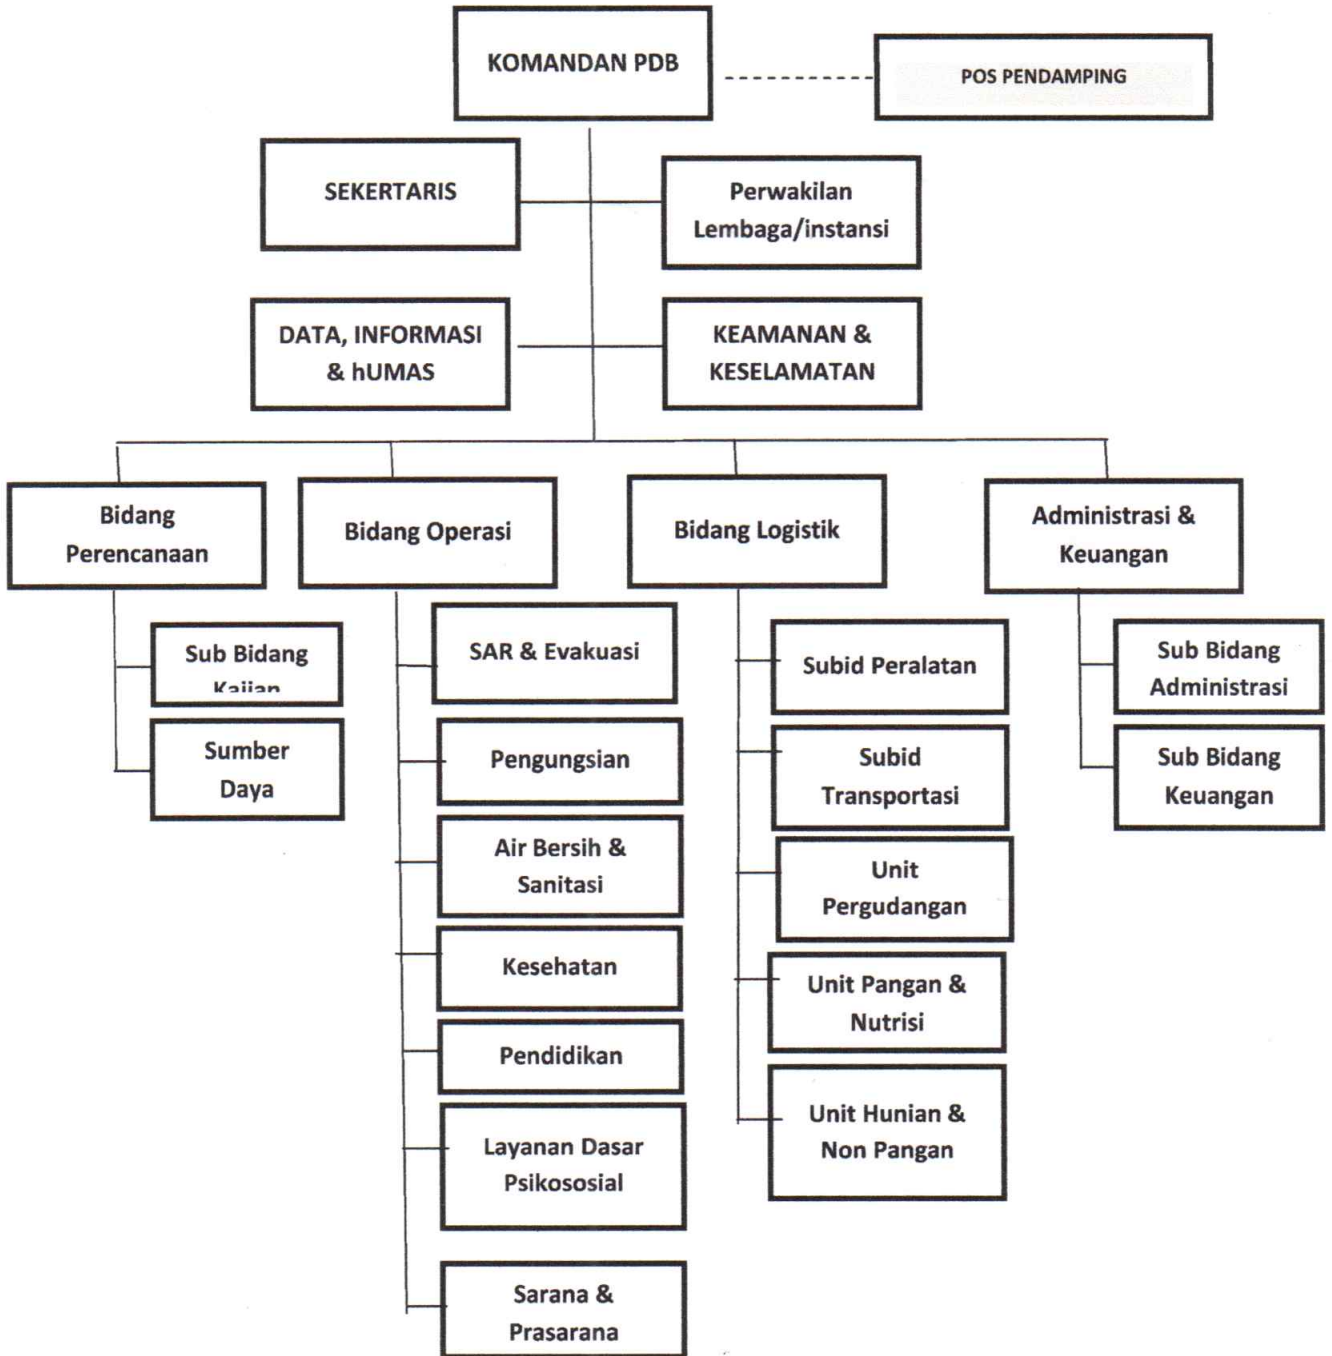 KOMANDAN PDB
POS PENDAMPING
SEKERTARIS
Perwakilan
Lembaga/instansi
DATA, INFORMASI
& hUMAS
KEAMANAN &
KESELAMATAN
Bidang
Perencanaan
Bidang Operasi
Bidang Logistik
Administrasi &
Keuangan
Sub Bidang
Kajian
Sumber
Daya
SAR & Evakuasi
Pengungsian
Air Bersih &
Sanitasi
Kesehatan
Pendidikan
Layanan Dasar
Psikososial
Sarana &
Prasarana
Subid Peralatan
Subid
Transportasi
Unit
Pergudangan
Unit Pangan &
Nutrisi
Unit Hunian &
Non Pangan
Sub Bidang
Administrasi
Sub Bidang
Keuangan